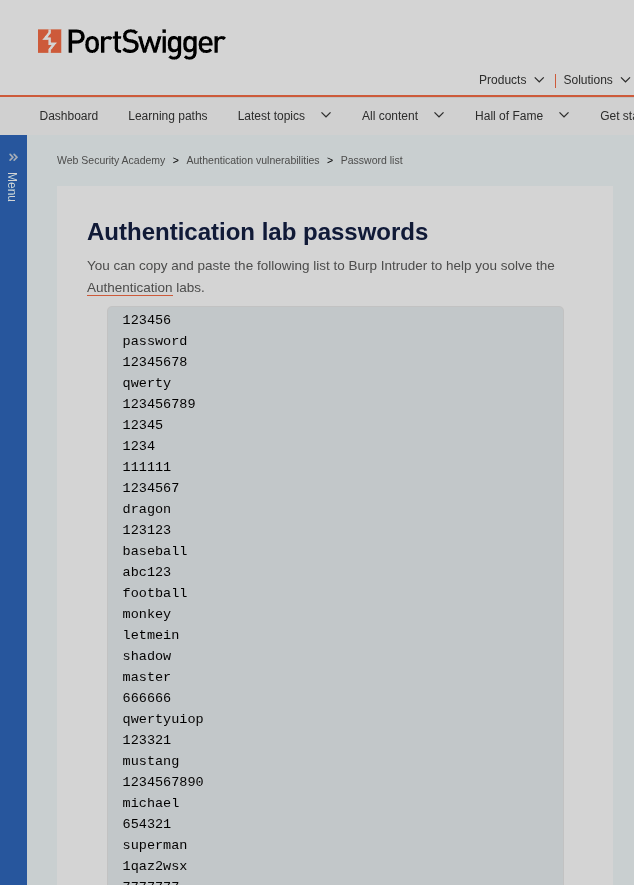 PortSwigger
Products | Solutions
Dashboard Learning paths Latest topics All content Hall of Fame Get sta
Menu
Web Security Academy > Authentication vulnerabilities > Password list
Authentication lab passwords
You can copy and paste the following list to Burp Intruder to help you solve the
Authentication labs.
123456
password
12345678
qwerty
123456789
12345
1234
111111
1234567
dragon
123123
baseball
abc123
football
monkey
letmein
shadow
master
666666
qwertyuiop
123321
mustang
1234567890
michael
654321
superman
1qaz2wsx
7777777